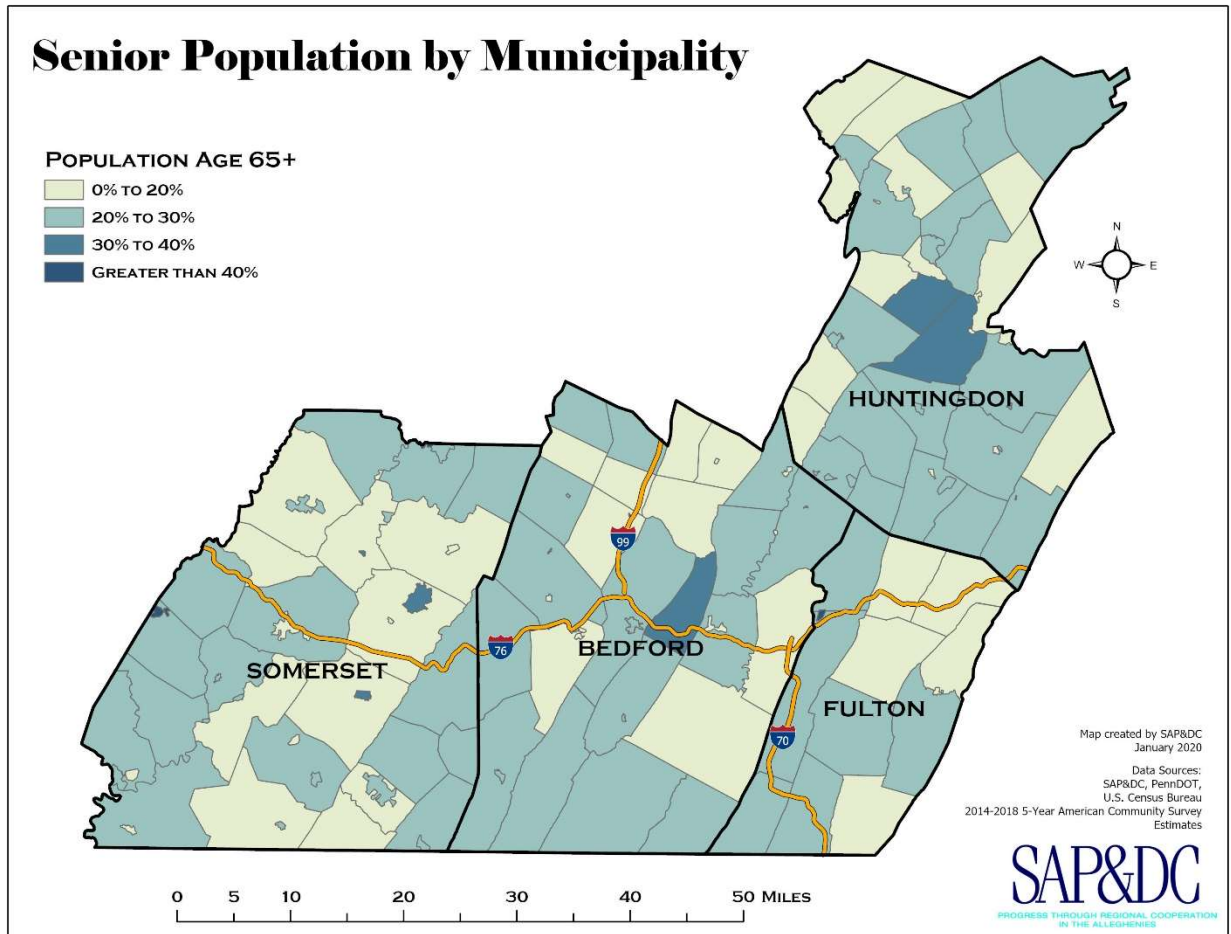 Senior Population by Municipality
POPULATION AGE 65+
0% TO 20%
20% TO 30%
30% TO 40%
GREATER THAN 40%
N
W E
S
HUNTINGDON
99
76
BEDFORD
SOMERSET
FULTON
70
Map created by SAP&DC
January 2020
Data Sources:
SAP&DC, PennDOT,
U.S. Census Bureau
2014-2018 5-Year American Community Survey
Estimates
0 5 10 20 30 40 50 MILES
SAP&DC
PROGRESS THROUGH REGIONAL COOPERATION
IN THE ALLEGHENIES